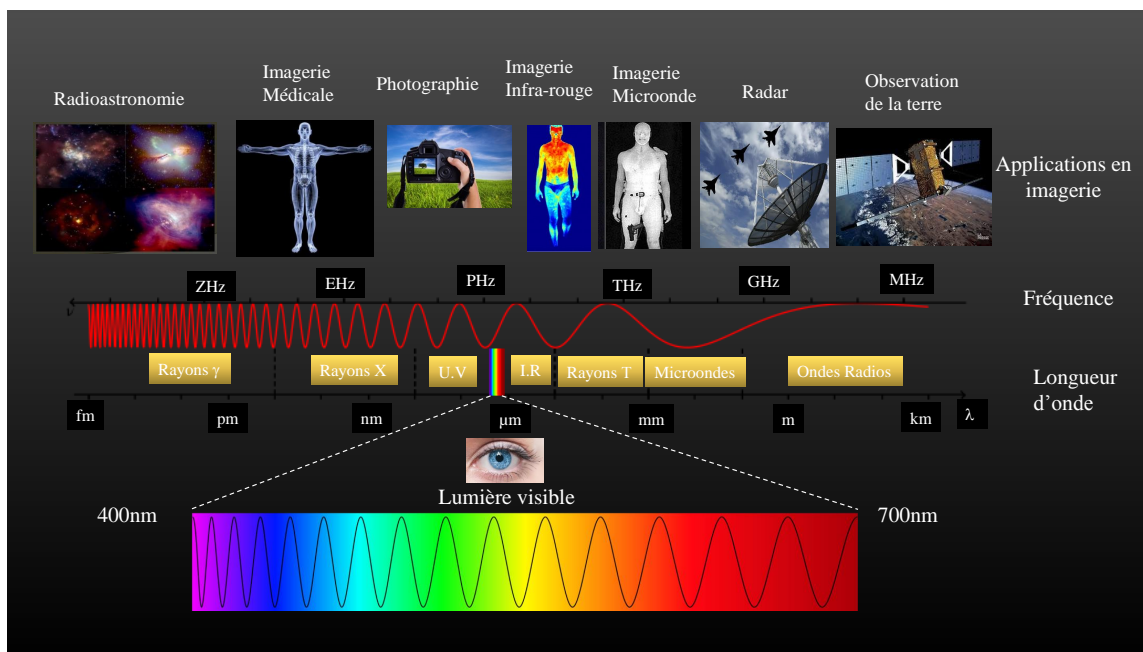 Radioastronomie
Imagerie
Médicale
Photographie
Imagerie
Infra-rouge
Imagerie
Microonde
Radar
Observation
de la terre
Applications en
imagerie
ZHz
EHz
PHz
THz
GHz
MHz
Fréquence
Rayons γ
Rayons X
U.V
I.R
Rayons T
Microondes
Ondes Radios
Longueur
d’onde
fm
pm
nm
µm
mm
m
km
λ
Lumière visible
400nm
700nm